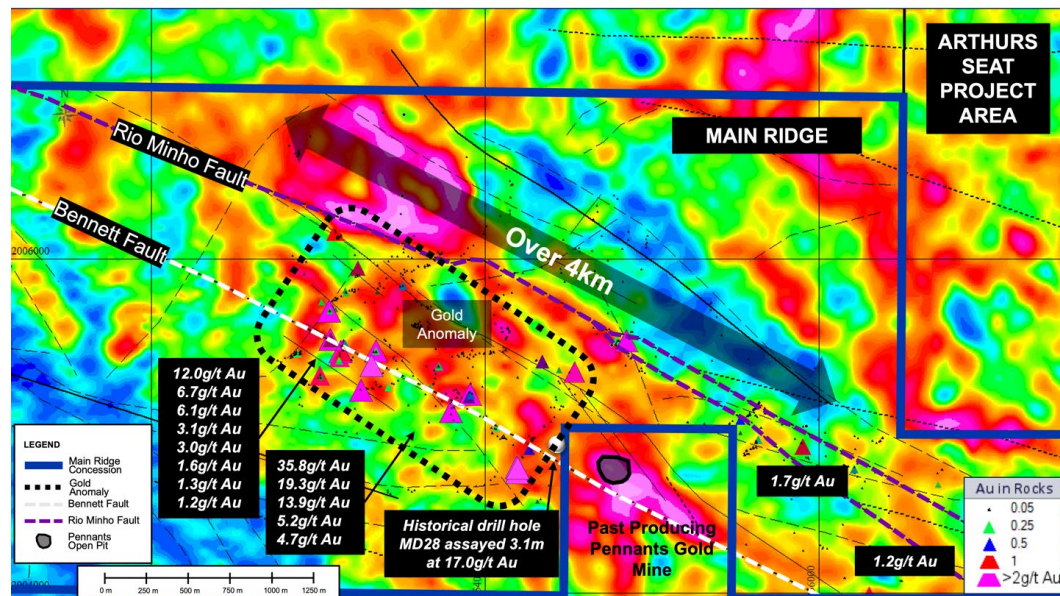 ARTHURS
SEAT
PROJECT
AREA
MAIN RIDGE
Rio Minho Fault
Bennett Fault
Over 4km
2006000
Gold
Anomaly
12.0g/t Au
6.7g/t Au
6.1g/t Au
3.1g/t Au
3.0g/t Au
1.6g/t Au
1.3g/t Au
1.2g/t Au
35.8g/t Au
19.3g/t Au
13.9g/t Au
5.2g/t Au
4.7g/t Au
Historical drill hole
MD28 assayed 3.1m
at 17.0g/t Au
Past Producing
Pennants Gold
Mine
1.7g/t Au
1.2g/t Au
LEGEND
Main Ridge
Concession
Gold
Anomaly
Bennett Fault
Rio Minho Fault
Pennants
Open Pit
2004000
0 m
250 m
500 m
750 m
1000 m
1250 m
Au in Rocks
0.05
0.25
0.5
1
>2g/t Au